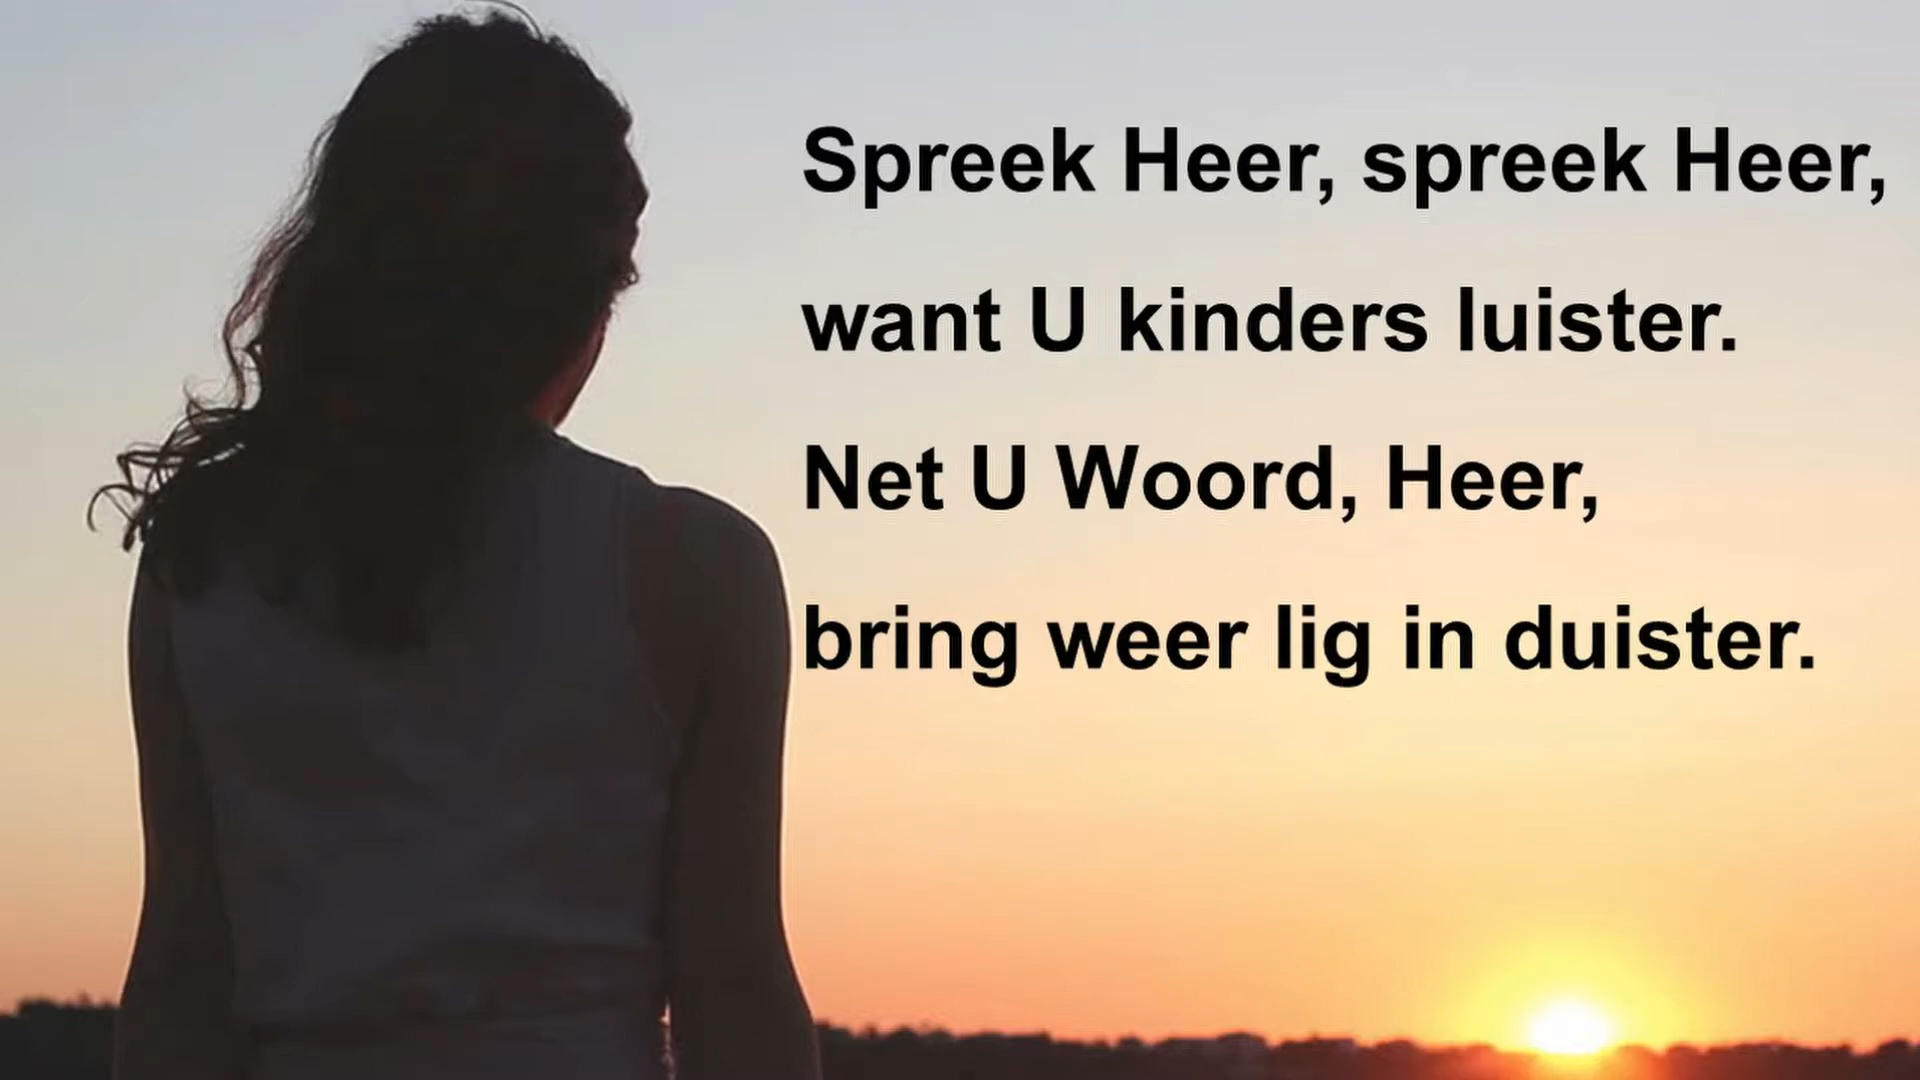 Spreek Heer, spreek Heer,
want U kinders luister.
Net U Woord, Heer,
bring weer lig in duister.